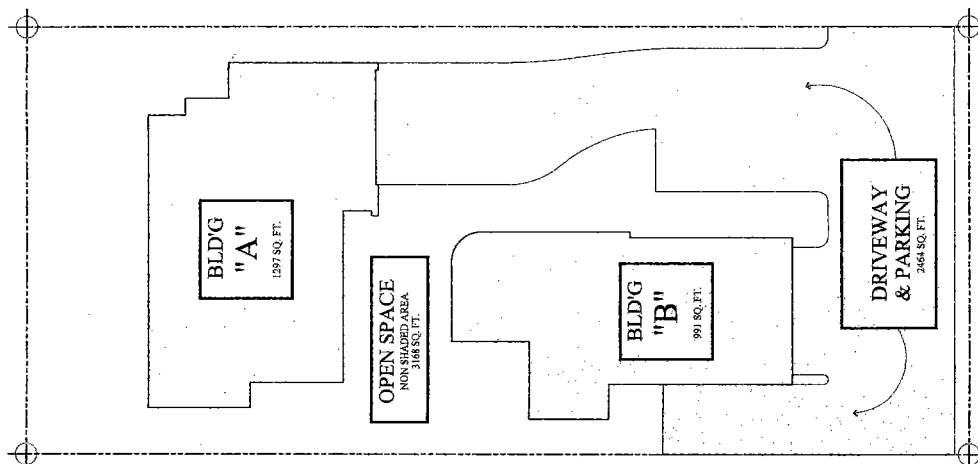 BLD'G
"A"
1297 SQ. FT.
OPEN SPACE
NON SHADED AREA
3168 SQ. FT.
BLD'G
"B"
991 SQ. FT.
DRIVEWAY
& PARKING
2464 SQ. FT.